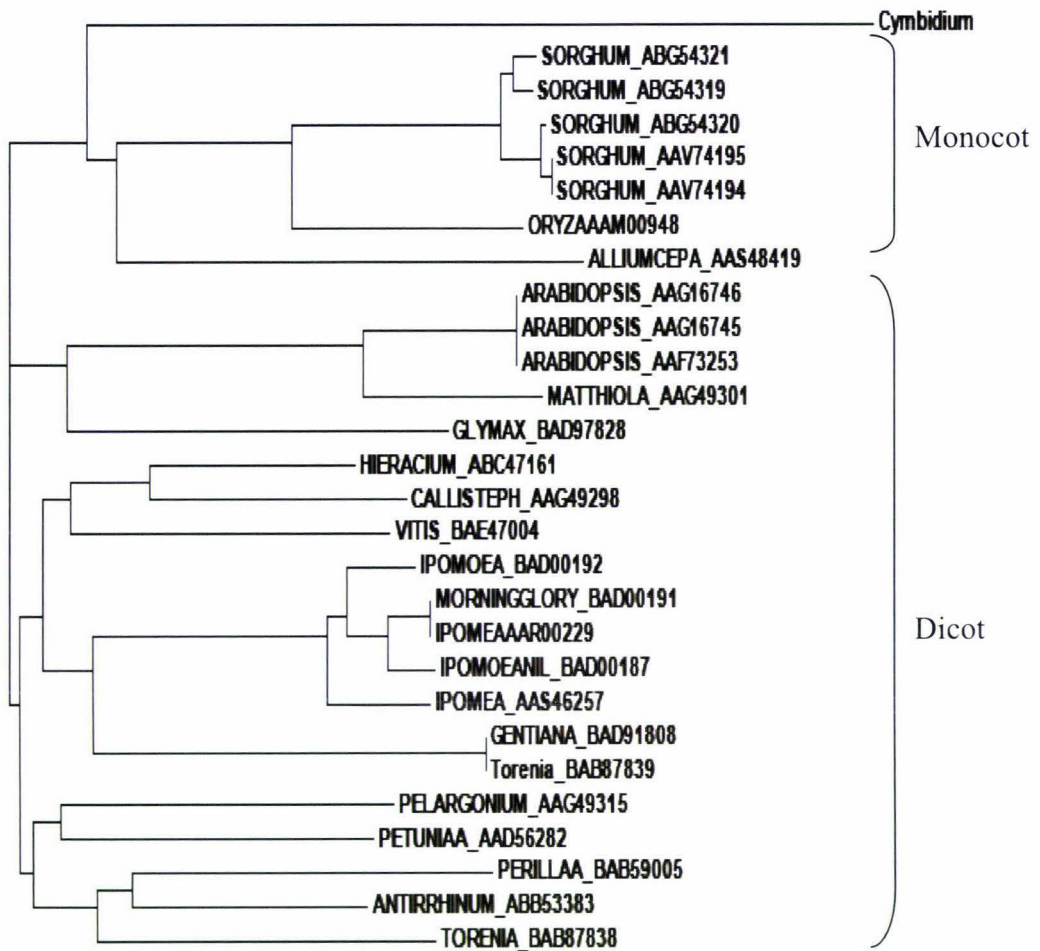 Cymbidium
SORGHUM_ABG54321
SORGHUM_ABG54319
SORGHUM_ABG54320
SORGHUM_AAV74195
SORGHUM_AAV74194
ORYZAAAM00948
ALLIUMCEPA_AAS48419
Monocot
ARABIDOPSIS_AAG16746
ARABIDOPSIS_AAG16745
ARABIDOPSIS_AAF73253
MATTHIOLA_AAG49301
GLYMAX_BAD97828
HIERACIUM_ABC47161
CALLISTEPH_AAG49298
VITIS_BAE47004
IPOMOEA_BAD00192
MORNINGGLORY_BAD00191
IPOMEAAAR00229
IPOMOEANIL_BAD00187
IPOMEA_AAS46257
GENTIANA_BAD91808
Torenia_BAB87839
PELARGONIUM_AAG49315
PETUNIAA_AAD56282
PERILLAA_BAB59005
ANTIRRHINUM_ABB53383
TORENIA_BAB87838
Dicot